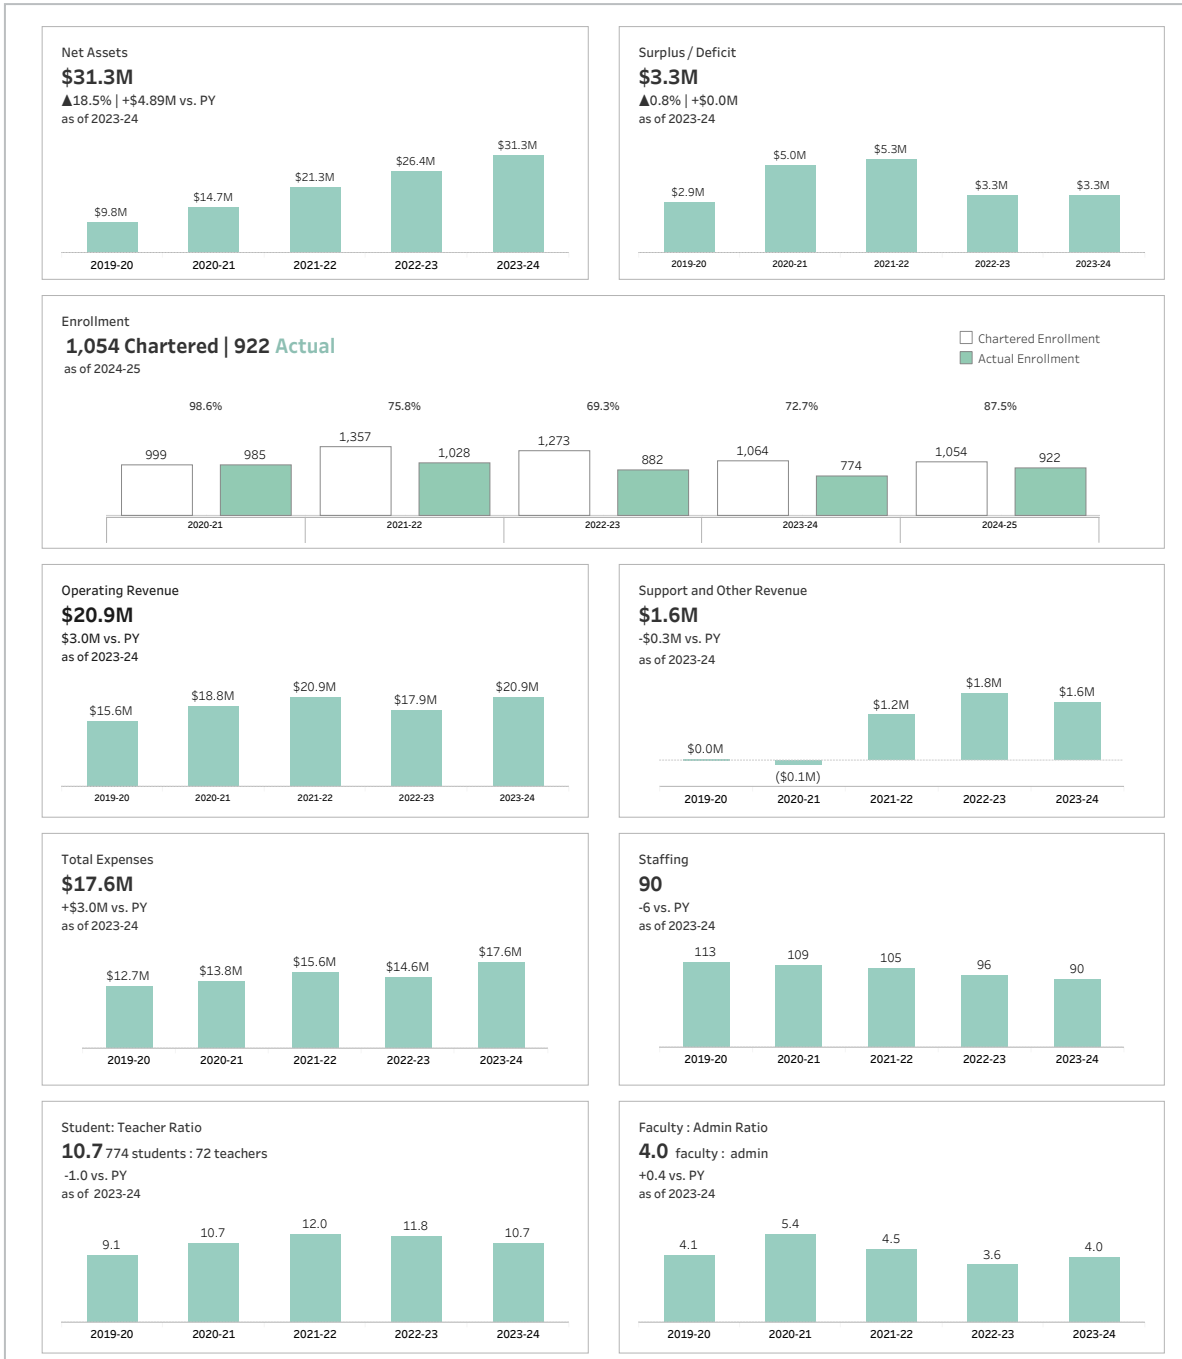 Net Assets
$31.3M
▲18.5% | +$4.89M vs. PY
as of 2023-24
$9.8M
$14.7M
$21.3M
$26.4M
$31.3M
2019-20 2020-21 2021-22 2022-23 2023-24
Surplus / Deficit
$3.3M
▲0.8% | +$0.0M
as of 2023-24
$2.9M
$5.0M
$5.3M
$3.3M
$3.3M
2019-20 2020-21 2021-22 2022-23 2023-24
Enrollment
1,054 Chartered | 922 Actual
as of 2024-25
Chartered Enrollment
Actual Enrollment
98.6% 75.8% 69.3% 72.7% 87.5%
999 985 1,357 1,028 1,273 882 1,064 774 1,054 922
2020-21 2021-22 2022-23 2023-24 2024-25
Operating Revenue
$20.9M
$3.0M vs. PY
as of 2023-24
$15.6M $18.8M $20.9M $17.9M $20.9M
2019-20 2020-21 2021-22 2022-23 2023-24
Support and Other Revenue
$1.6M
-$0.3M vs. PY
as of 2023-24
$0.0M ($0.1M) $1.2M $1.8M $1.6M
2019-20 2020-21 2021-22 2022-23 2023-24
Total Expenses
$17.6M
+$3.0M vs. PY
as of 2023-24
$12.7M $13.8M $15.6M $14.6M $17.6M
2019-20 2020-21 2021-22 2022-23 2023-24
Staffing
90
-6 vs. PY
as of 2023-24
113 109 105 96 90
2019-20 2020-21 2021-22 2022-23 2023-24
Student: Teacher Ratio
10.7 774 students : 72 teachers
-1.0 vs. PY
as of 2023-24
9.1 10.7 12.0 11.8 10.7
2019-20 2020-21 2021-22 2022-23 2023-24
Faculty : Admin Ratio
4.0 faculty : admin
+0.4 vs. PY
as of 2023-24
4.1 5.4 4.5 3.6 4.0
2019-20 2020-21 2021-22 2022-23 2023-24